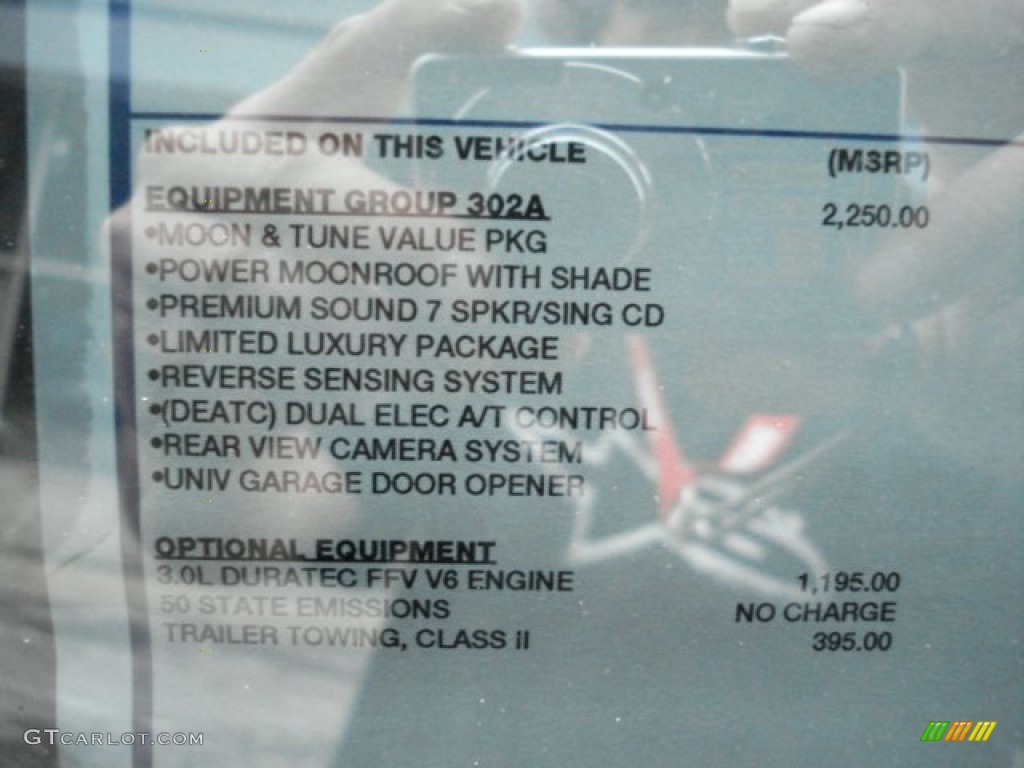 INCLUDED ON THIS VEHICLE (MSRP)
EQUIPMENT GROUP 302A 2,250.00
•MOON & TUNE VALUE PKG
•POWER MOONROOF WITH SHADE
•PREMIUM SOUND 7 SPKR/SING CD
•LIMITED LUXURY PACKAGE
•REVERSE SENSING SYSTEM
•(DEATC) DUAL ELEC A/T CONTROL
•REAR VIEW CAMERA SYSTEM
•UNIV GARAGE DOOR OPENER
OPTIONAL EQUIPMENT
3.0L DURATEC FFV V6 ENGINE 1,195.00
50 STATE EMISSIONS NO CHARGE
TRAILER TOWING, CLASS II 395.00
GTCARLOT.COM